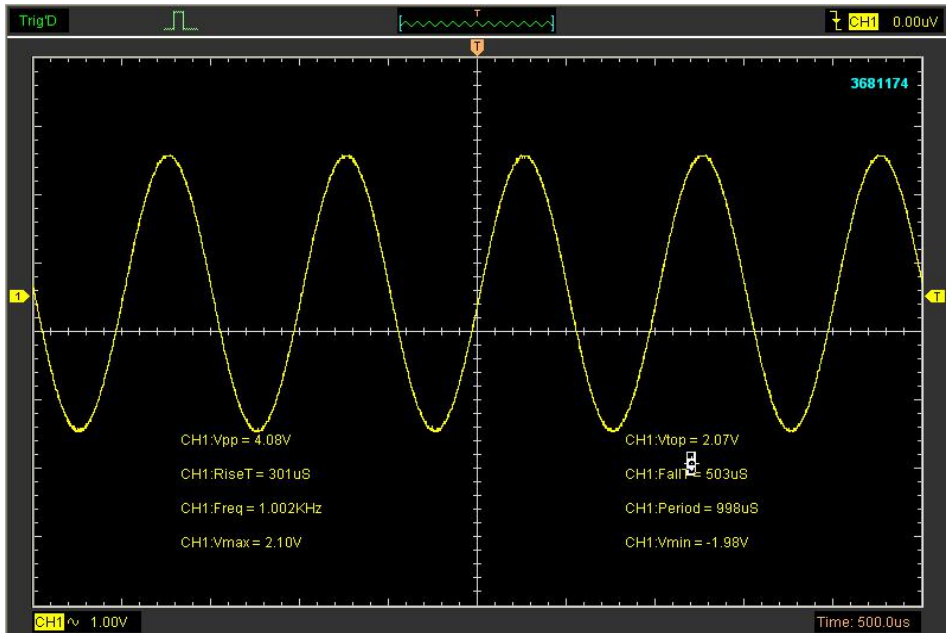 Trig'D
T
CH1 0.00uV
T
3681174
1
T
CH1:Vpp = 4.08V
CH1:Vtop = 2.07V
CH1:RiseT = 301uS
CH1:FallT = 503uS
CH1:Freq = 1.002KHz
CH1:Period = 998uS
CH1:Vmax = 2.10V
CH1:Vmin = -1.98V
CH1 ~ 1.00V
Time: 500.0us